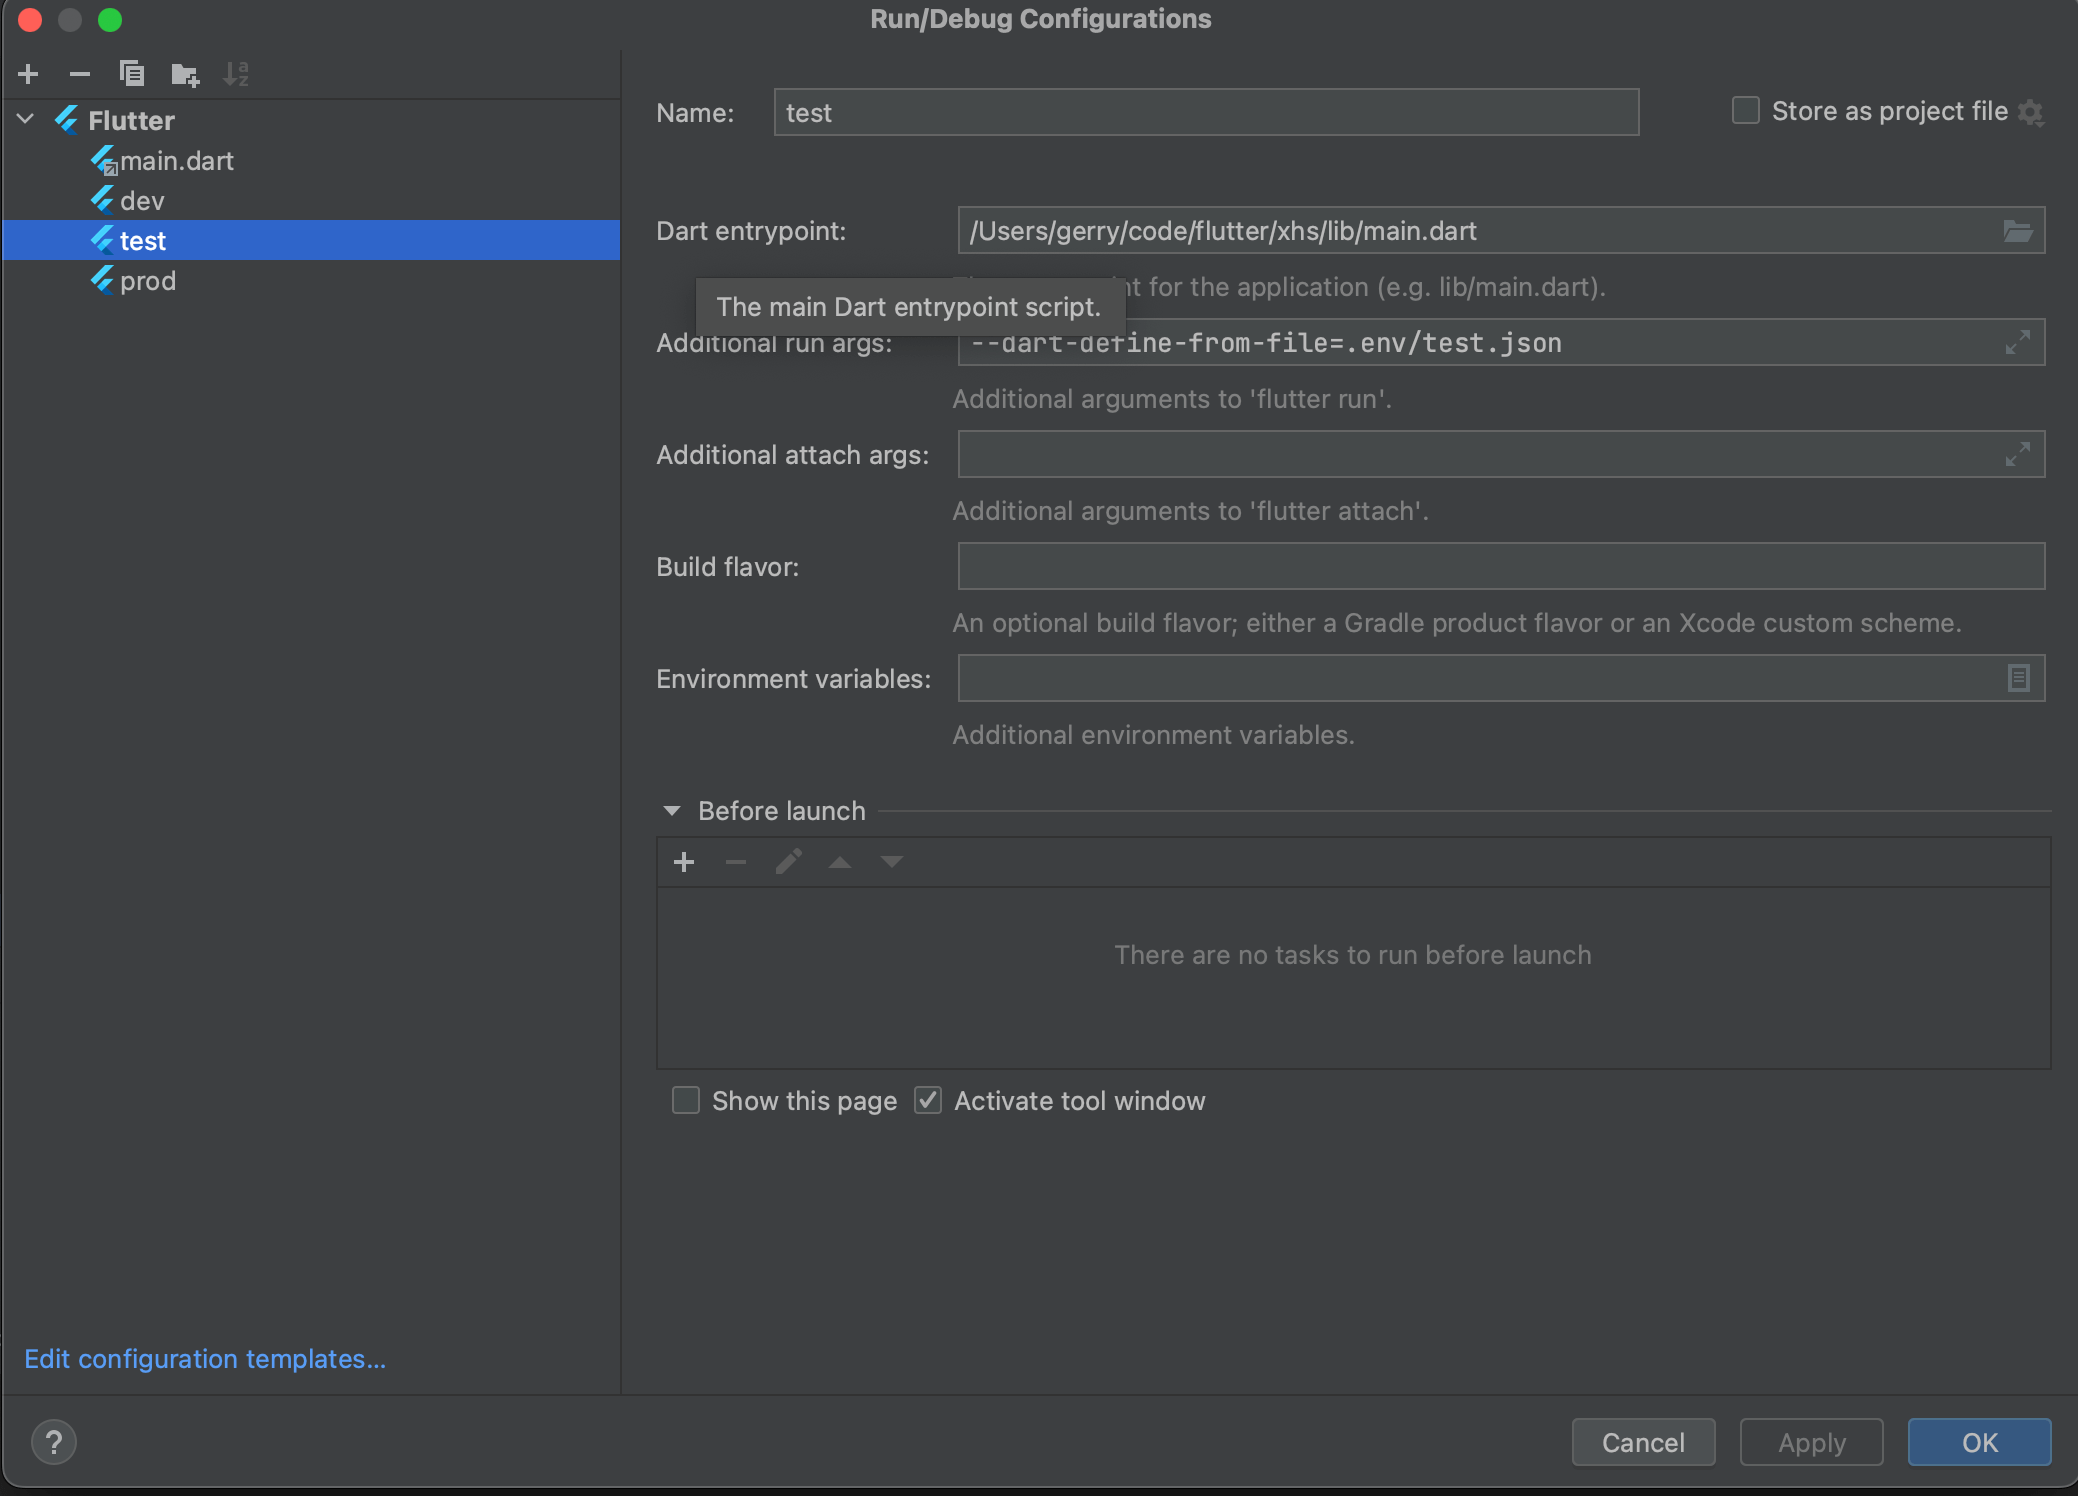 Run/Debug Configurations
Flutter
main.dart
dev
test
prod
Edit configuration templates...
Name: test
Store as project file
Dart entrypoint: /Users/gerry/code/flutter/xhs/lib/main.dart
for the application (e.g. lib/main.dart).
The main Dart entrypoint script.
Additional run args: --dart-define-from-file=.env/test.json
Additional arguments to 'flutter run'.
Additional attach args:
Additional arguments to 'flutter attach'.
Build flavor:
An optional build flavor; either a Gradle product flavor or an Xcode custom scheme.
Environment variables:
Additional environment variables.
Before launch
There are no tasks to run before launch
Show this page
Activate tool window
?
Cancel
Apply
OK